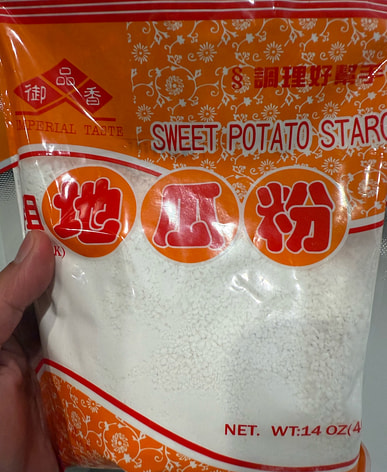 御品香
IMPERIAL TASTE
§調理好幫手
SWEET POTATO STARC
粗地瓜粉
K)
NET. WT:14 OZ(4